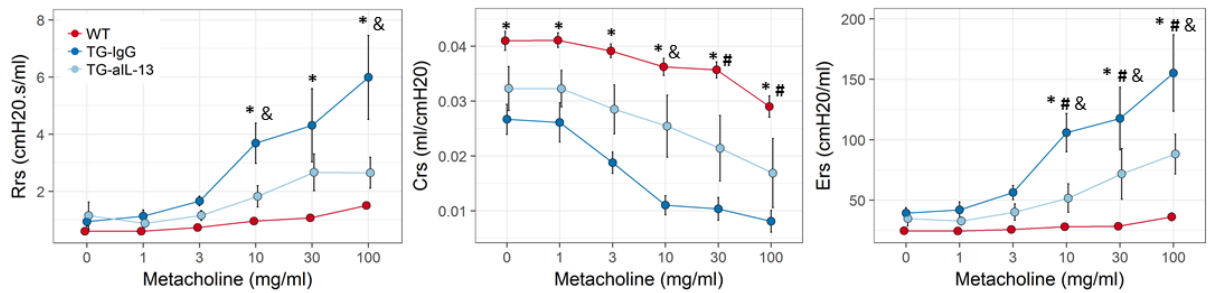 Rrs (cmH20.s/ml)
8
6
4
2
WT
TG-IgG
TG-aIL-13
* &
*
* &
0 1 3 10 30 100
Metacholine (mg/ml)
Crs (ml/cmH20)
0.04
0.03
0.02
0.01
* * * * & * # * #
0 1 3 10 30 100
Metacholine (mg/ml)
Ers (cmH20/ml)
200
150
100
50
* # &
* # &
* # &
0 1 3 10 30 100
Metacholine (mg/ml)